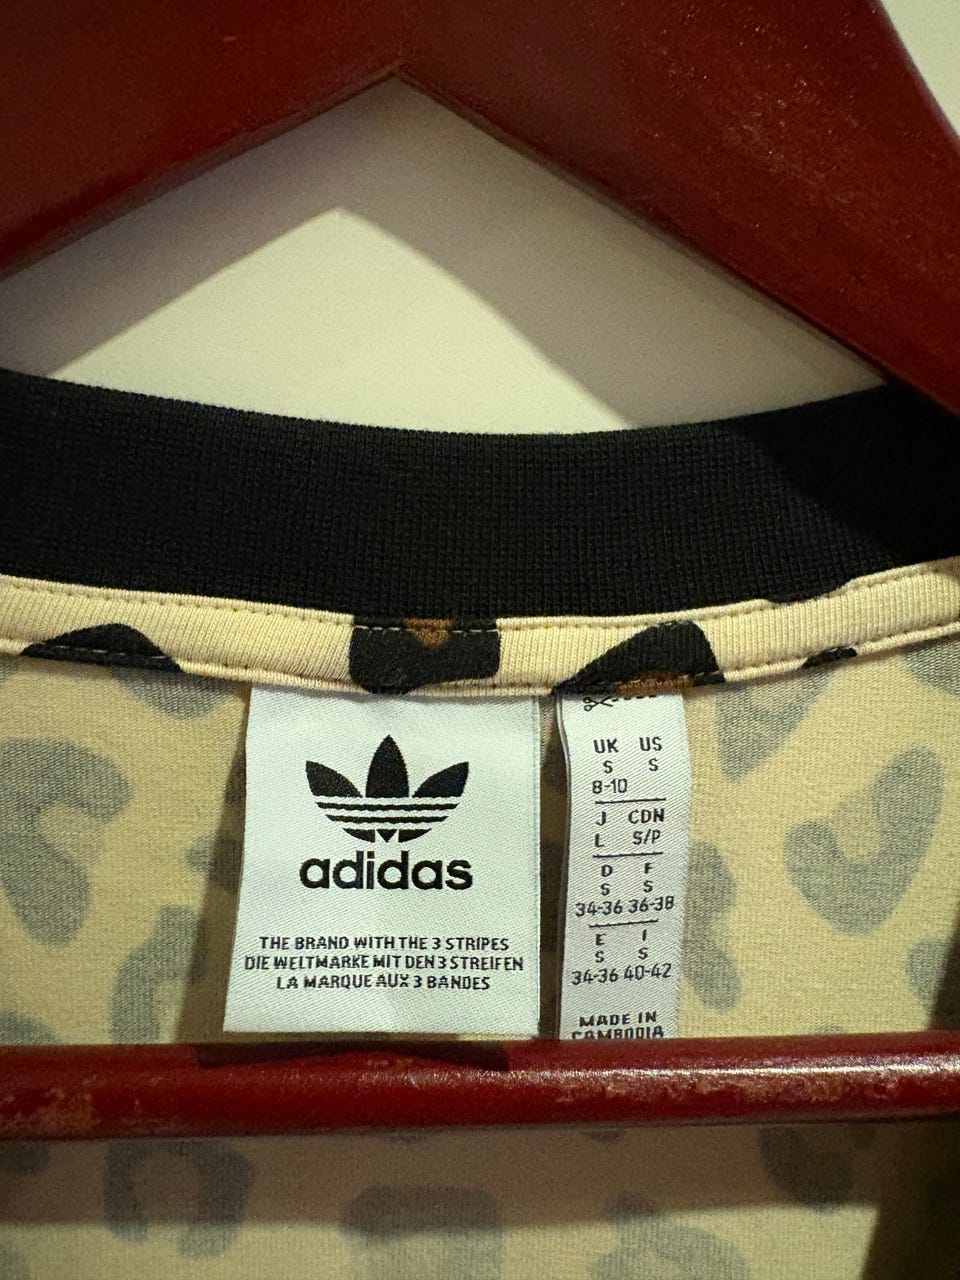 adidas
THE BRAND WITH THE 3 STRIPES
DIE WELTMARKE MIT DEN 3 STREIFEN
LA MARQUE AUX 3 BANDES
UK US
S S
8-10
J CDN
L S/P
D F
S S
34-36 36-38
E I
S S
34-36 40-42
MADE IN
CAMBODIA